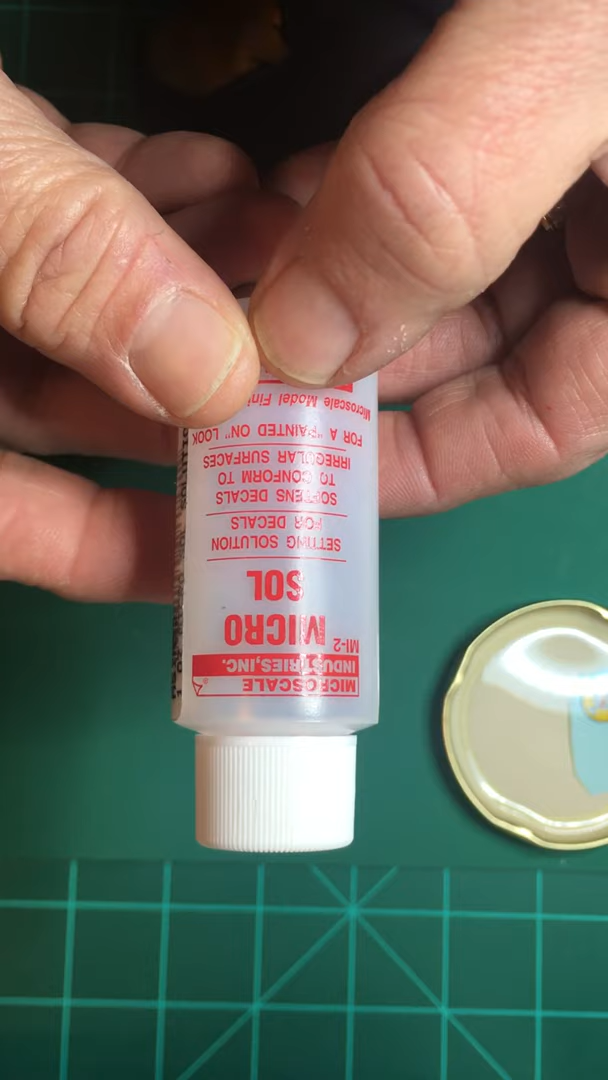 MICROSCALE
INDUSTRIES, INC.
MI-2 MICRO
SOL
SETTING SOLUTION
FOR DECALS
SOFTENS DECALS
TO CONFORM TO
IRREGULAR SURFACES
FOR A "PAINTED ON" LOOK
Microscale Model